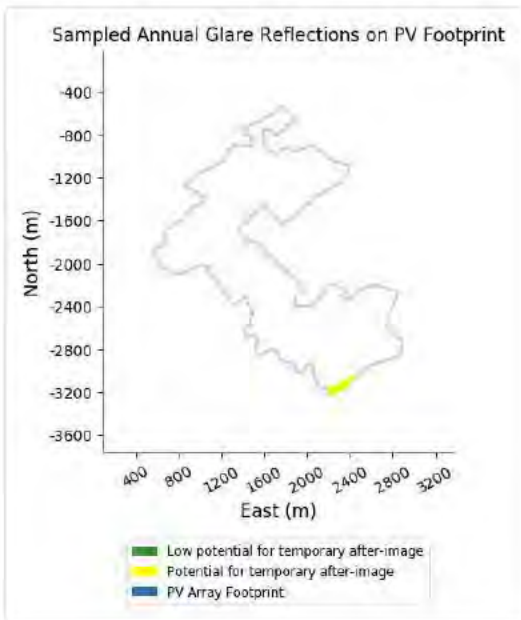 Sampled Annual Glare Reflections on PV Footprint
North (m)
-400
-800
-1200
-1600
-2000
-2400
-2800
-3200
-3600
400 800 1200 1600 2000 2400 2800 3200
East (m)
Low potential for temporary after-image
Potential for temporary after-image
PV Array Footprint